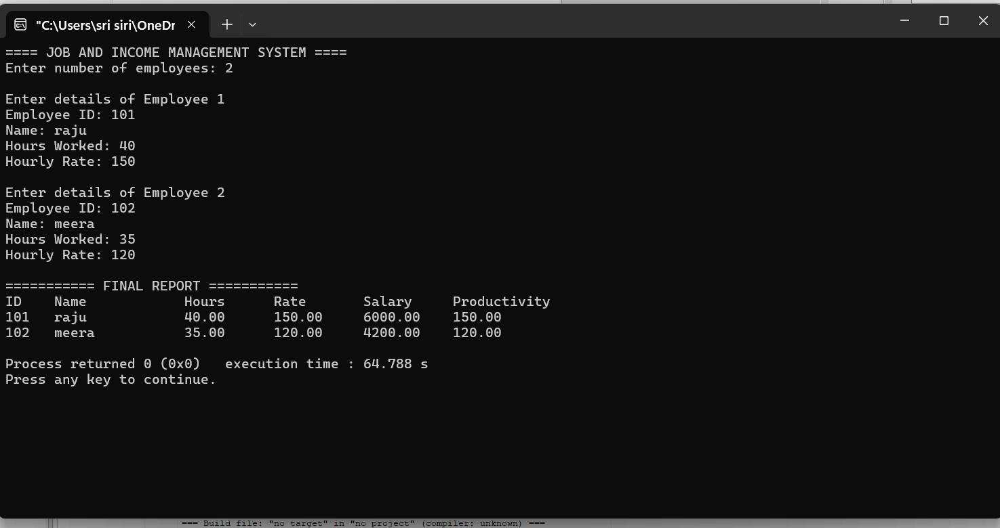 "C:\Users\sri siri\OneDr
==== JOB AND INCOME MANAGEMENT SYSTEM ====
Enter number of employees: 2
Enter details of Employee 1
Employee ID: 101
Name: raju
Hours Worked: 40
Hourly Rate: 150
Enter details of Employee 2
Employee ID: 102
Name: meera
Hours Worked: 35
Hourly Rate: 120
=========== FINAL REPORT ===========
ID    Name            Hours      Rate       Salary     Productivity
101   raju            40.00      150.00     6000.00    150.00
102   meera           35.00      120.00     4200.00    120.00
Process returned 0 (0x0)   execution time : 64.788 s
Press any key to continue.
=== Build file: "no target" in "no project" (compiler: unknown) ===